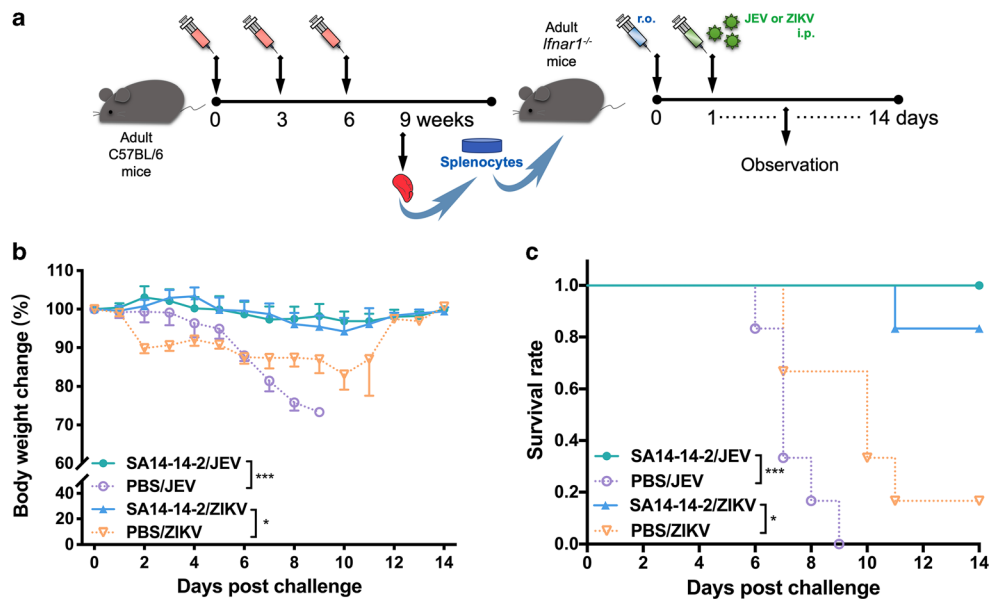 a
Adult
C57BL/6
mice
0
3
6
9 weeks
Splenocytes
Adult
Ifnar1-/-
mice
r.o.
JEV or ZIKV
i.p.
0
1
14 days
Observation
b
Body weight change (%)
110
100
90
80
70
60
40
20
0
SA14-14-2/JEV
***
PBS/JEV
SA14-14-2/ZIKV
*
PBS/ZIKV
0 2 4 6 8 10 12 14
Days post challenge
c
Survival rate
1.0
0.8
0.6
0.4
0.2
0.0
SA14-14-2/JEV
***
PBS/JEV
SA14-14-2/ZIKV
*
PBS/ZIKV
0 2 4 6 8 10 12 14
Days post challenge